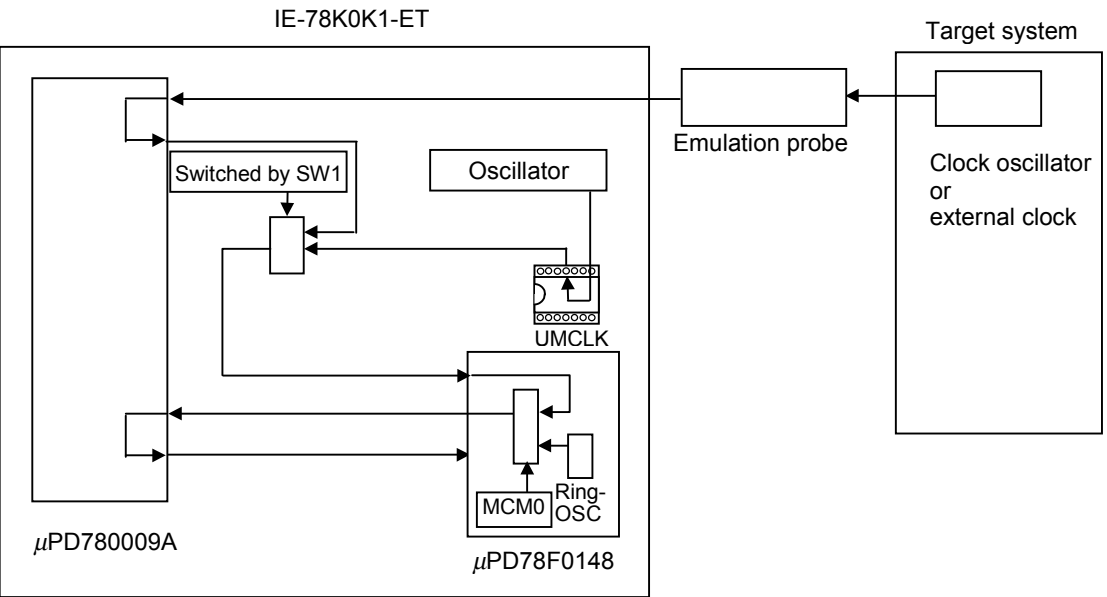 IE-78K0K1-ET
Target system
Emulation probe
Switched by SW1
Oscillator
Clock oscillator
or
external clock
UMCLK
MCM0
Ring-
OSC
μPD780009A
μPD78F0148